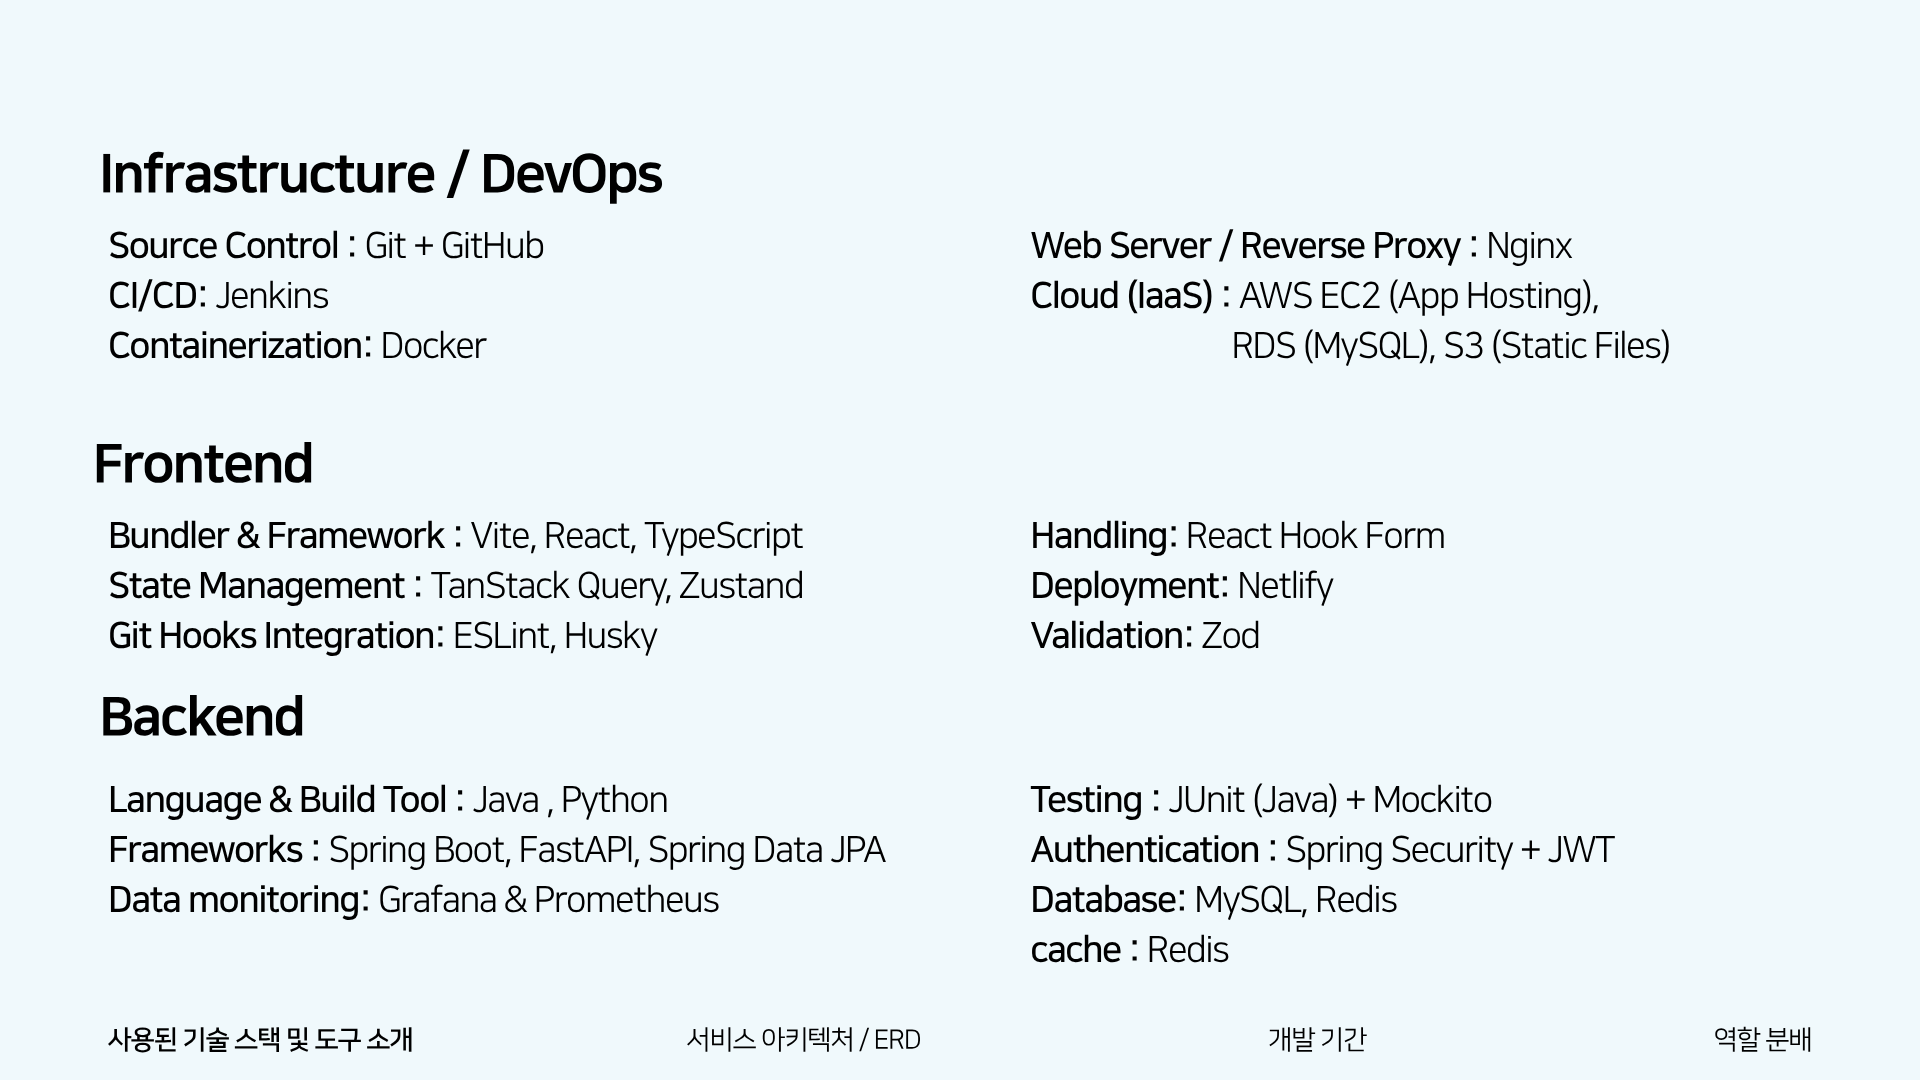 Infrastructure / DevOps
Source Control : Git + GitHub
CI/CD: Jenkins
Containerization: Docker
Web Server / Reverse Proxy : Nginx
Cloud (IaaS) : AWS EC2 (App Hosting),
RDS (MySQL), S3 (Static Files)
Frontend
Bundler & Framework : Vite, React, TypeScript
State Management : TanStack Query, Zustand
Git Hooks Integration: ESLint, Husky
Handling: React Hook Form
Deployment: Netlify
Validation: Zod
Backend
Language & Build Tool : Java , Python
Frameworks : Spring Boot, FastAPI, Spring Data JPA
Data monitoring: Grafana & Prometheus
Testing : JUnit (Java) + Mockito
Authentication : Spring Security + JWT
Database: MySQL, Redis
cache : Redis
사용된 기술 스택 및 도구 소개
서비스 아키텍처 / ERD
개발 기간
역할 분배